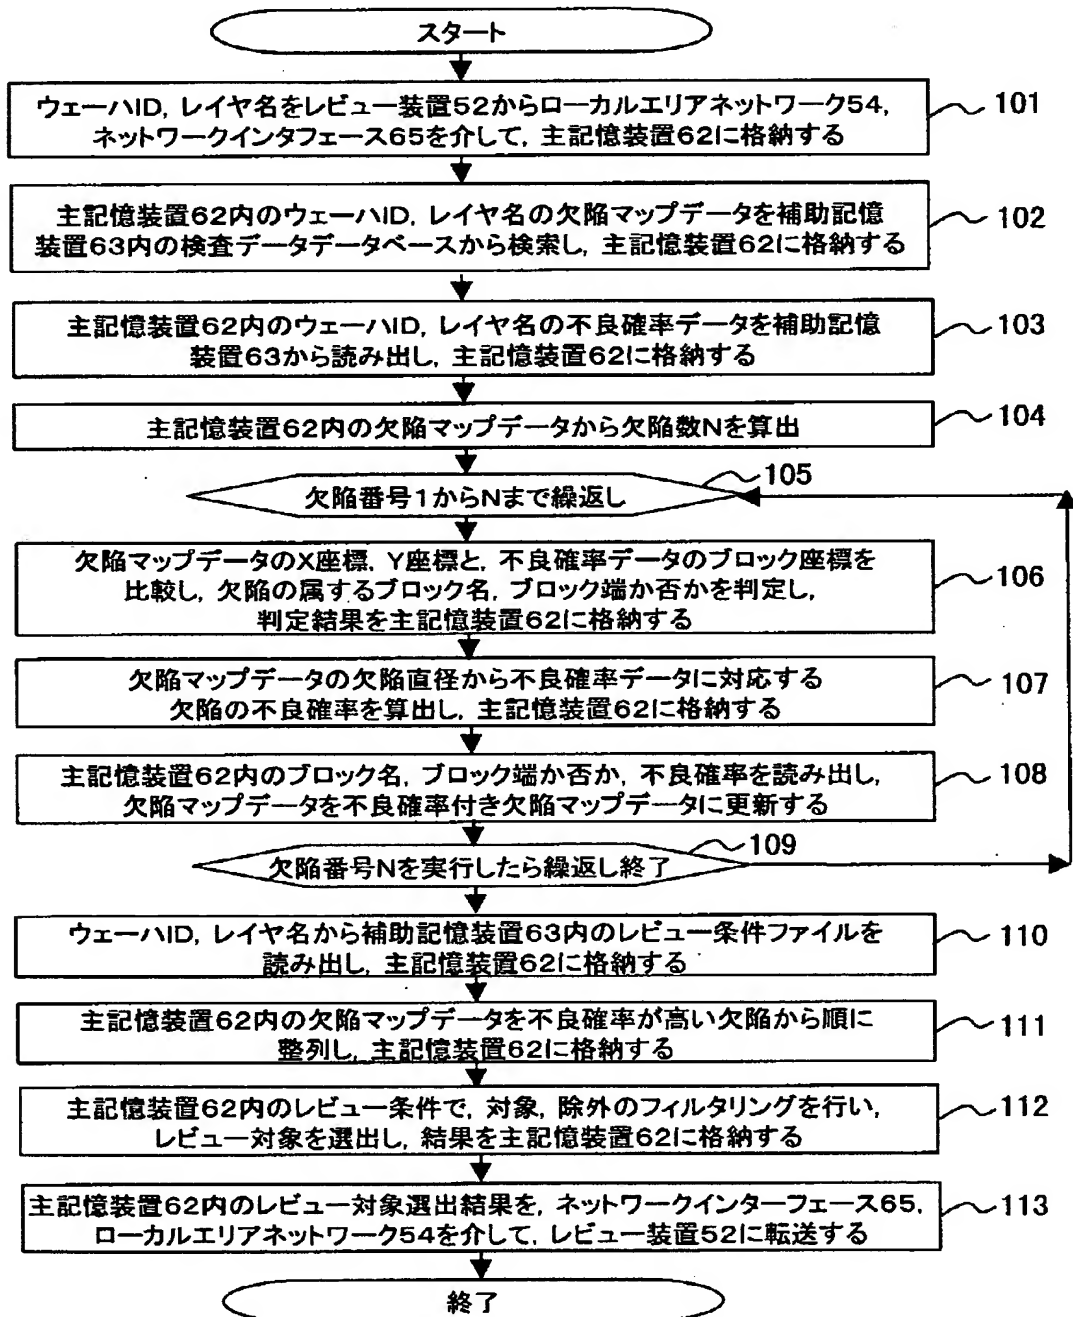 スタート
ウェーハID, レイヤ名をレビュー装置52からローカルエリアネットワーク54,
ネットワークインタフェース65を介して, 主記憶装置62に格納する
101
主記憶装置62内のウェーハID, レイヤ名の欠陥マップデータを補助記憶
装置63内の検査データデータベースから検索し, 主記憶装置62に格納する
102
主記憶装置62内のウェーハID, レイヤ名の不良確率データを補助記憶
装置63から読み出し, 主記憶装置62に格納する
103
主記憶装置62内の欠陥マップデータから欠陥数Nを算出
104
欠陥番号1からNまで繰返し
105
欠陥マップデータのX座標, Y座標と, 不良確率データのブロック座標を
比較し, 欠陥の属するブロック名, ブロック端か否かを判定し,
判定結果を主記憶装置62に格納する
106
欠陥マップデータの欠陥直径から不良確率データに対応する
欠陥の不良確率を算出し, 主記憶装置62に格納する
107
主記憶装置62内のブロック名, ブロック端か否か, 不良確率を読み出し,
欠陥マップデータを不良確率付き欠陥マップデータに更新する
108
欠陥番号Nを実行したら繰返し終了
109
ウェーハID, レイヤ名から補助記憶装置63内のレビュー条件ファイルを
読み出し, 主記憶装置62に格納する
110
主記憶装置62内の欠陥マップデータを不良確率が高い欠陥から順に
整列し, 主記憶装置62に格納する
111
主記憶装置62内のレビュー条件で, 対象, 除外のフィルタリングを行い,
レビュー対象を選出し, 結果を主記憶装置62に格納する
112
主記憶装置62内のレビュー対象選出結果を, ネットワークインターフェース65,
ローカルエリアネットワーク54を介して, レビュー装置52に転送する
113
終了